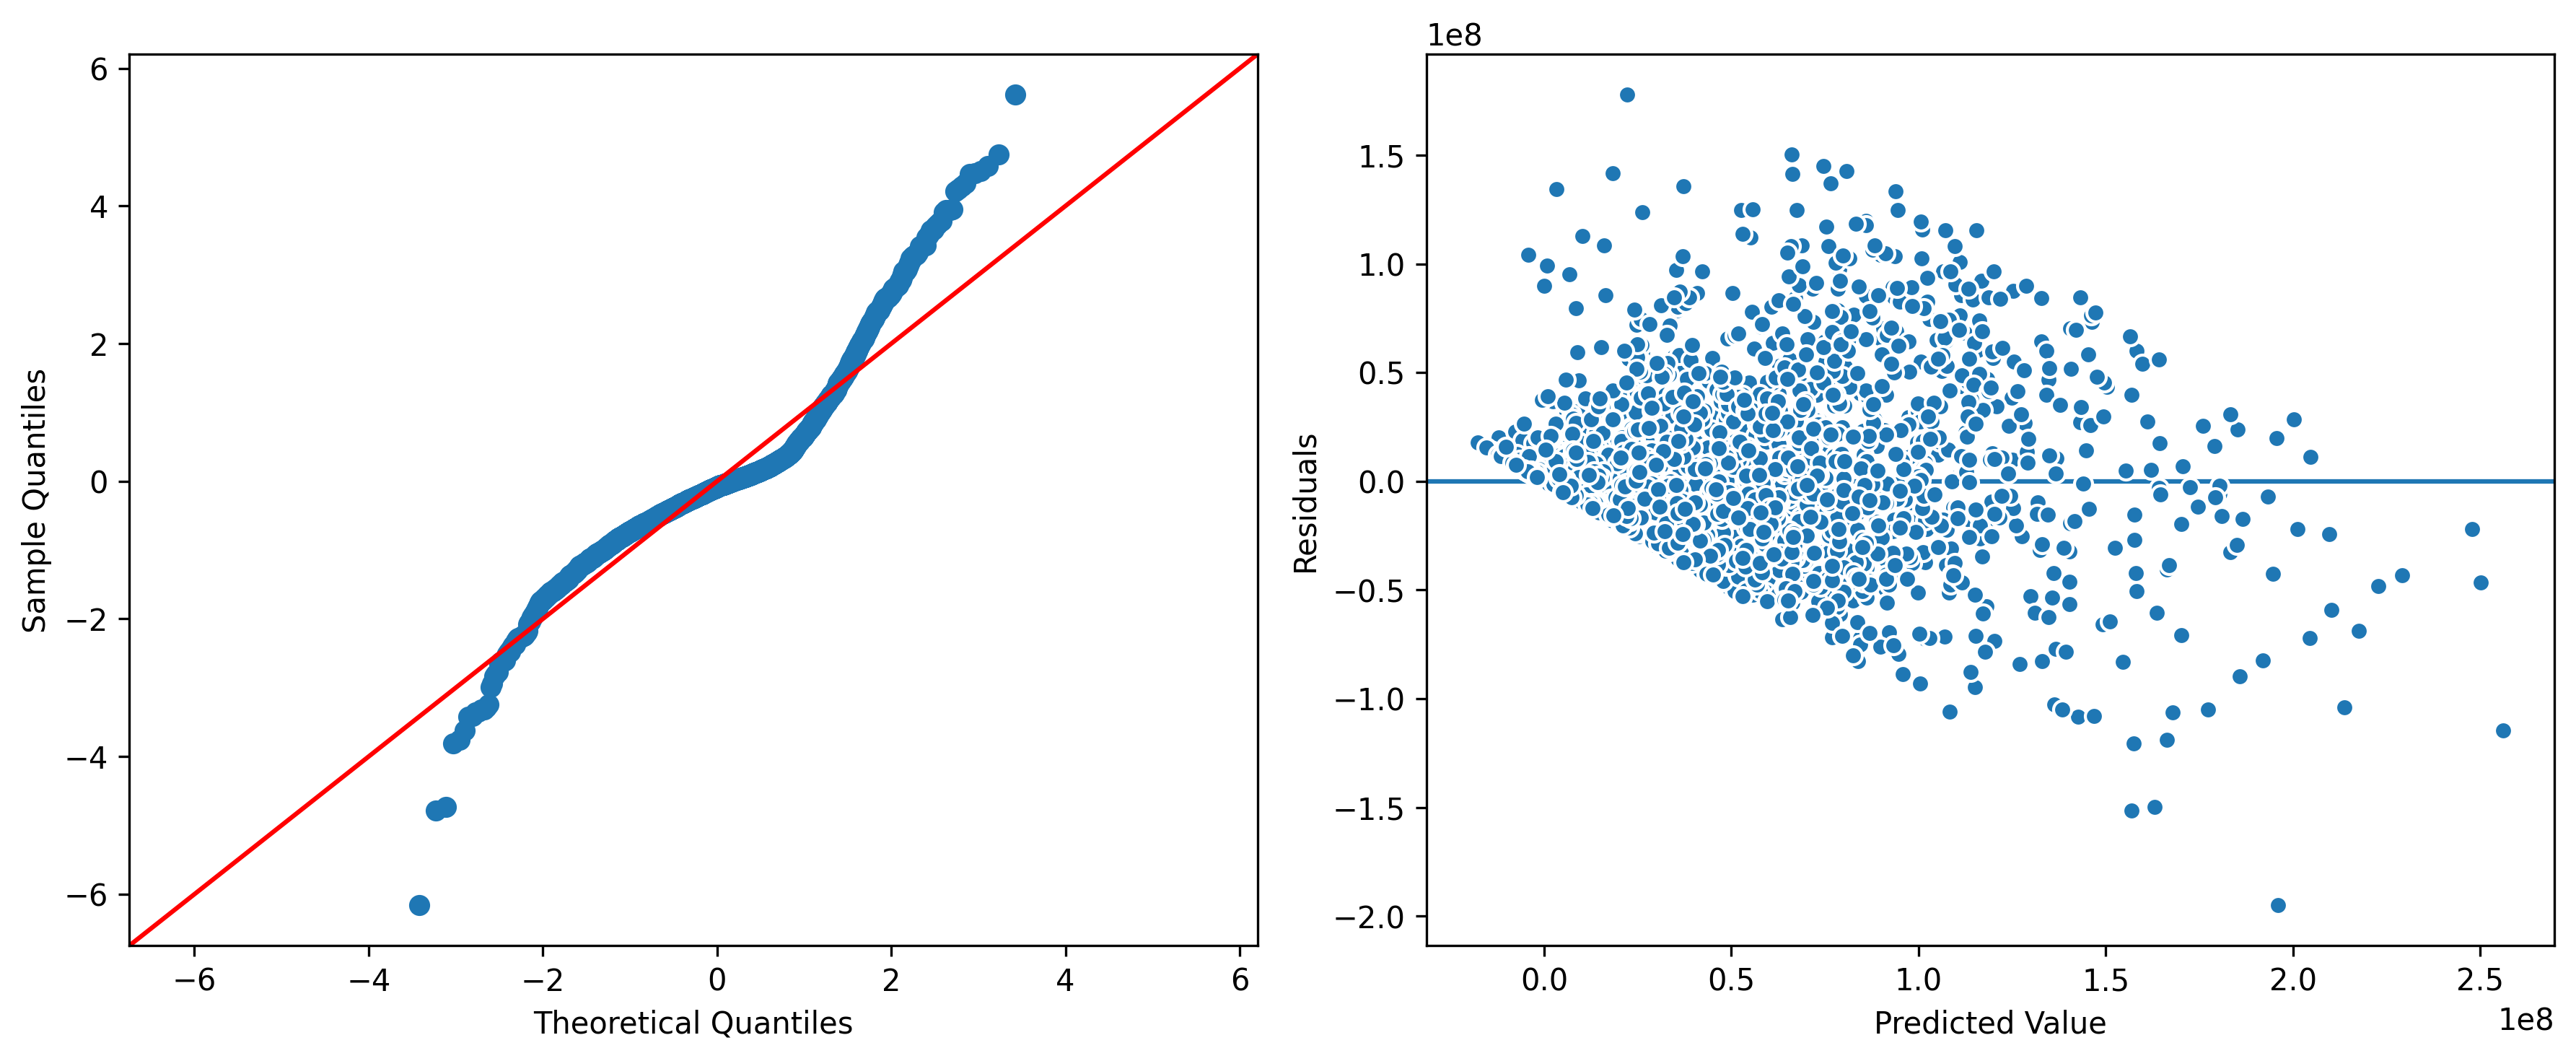 6
4
2
0
−2
−4
−6
Sample Quantiles
−6 −4 −2 0 2 4 6
Theoretical Quantiles
1e8
1.5
1.0
0.5
0.0
−0.5
−1.0
−1.5
−2.0
Residuals
0.0 0.5 1.0 1.5 2.0 2.5
1e8
Predicted Value